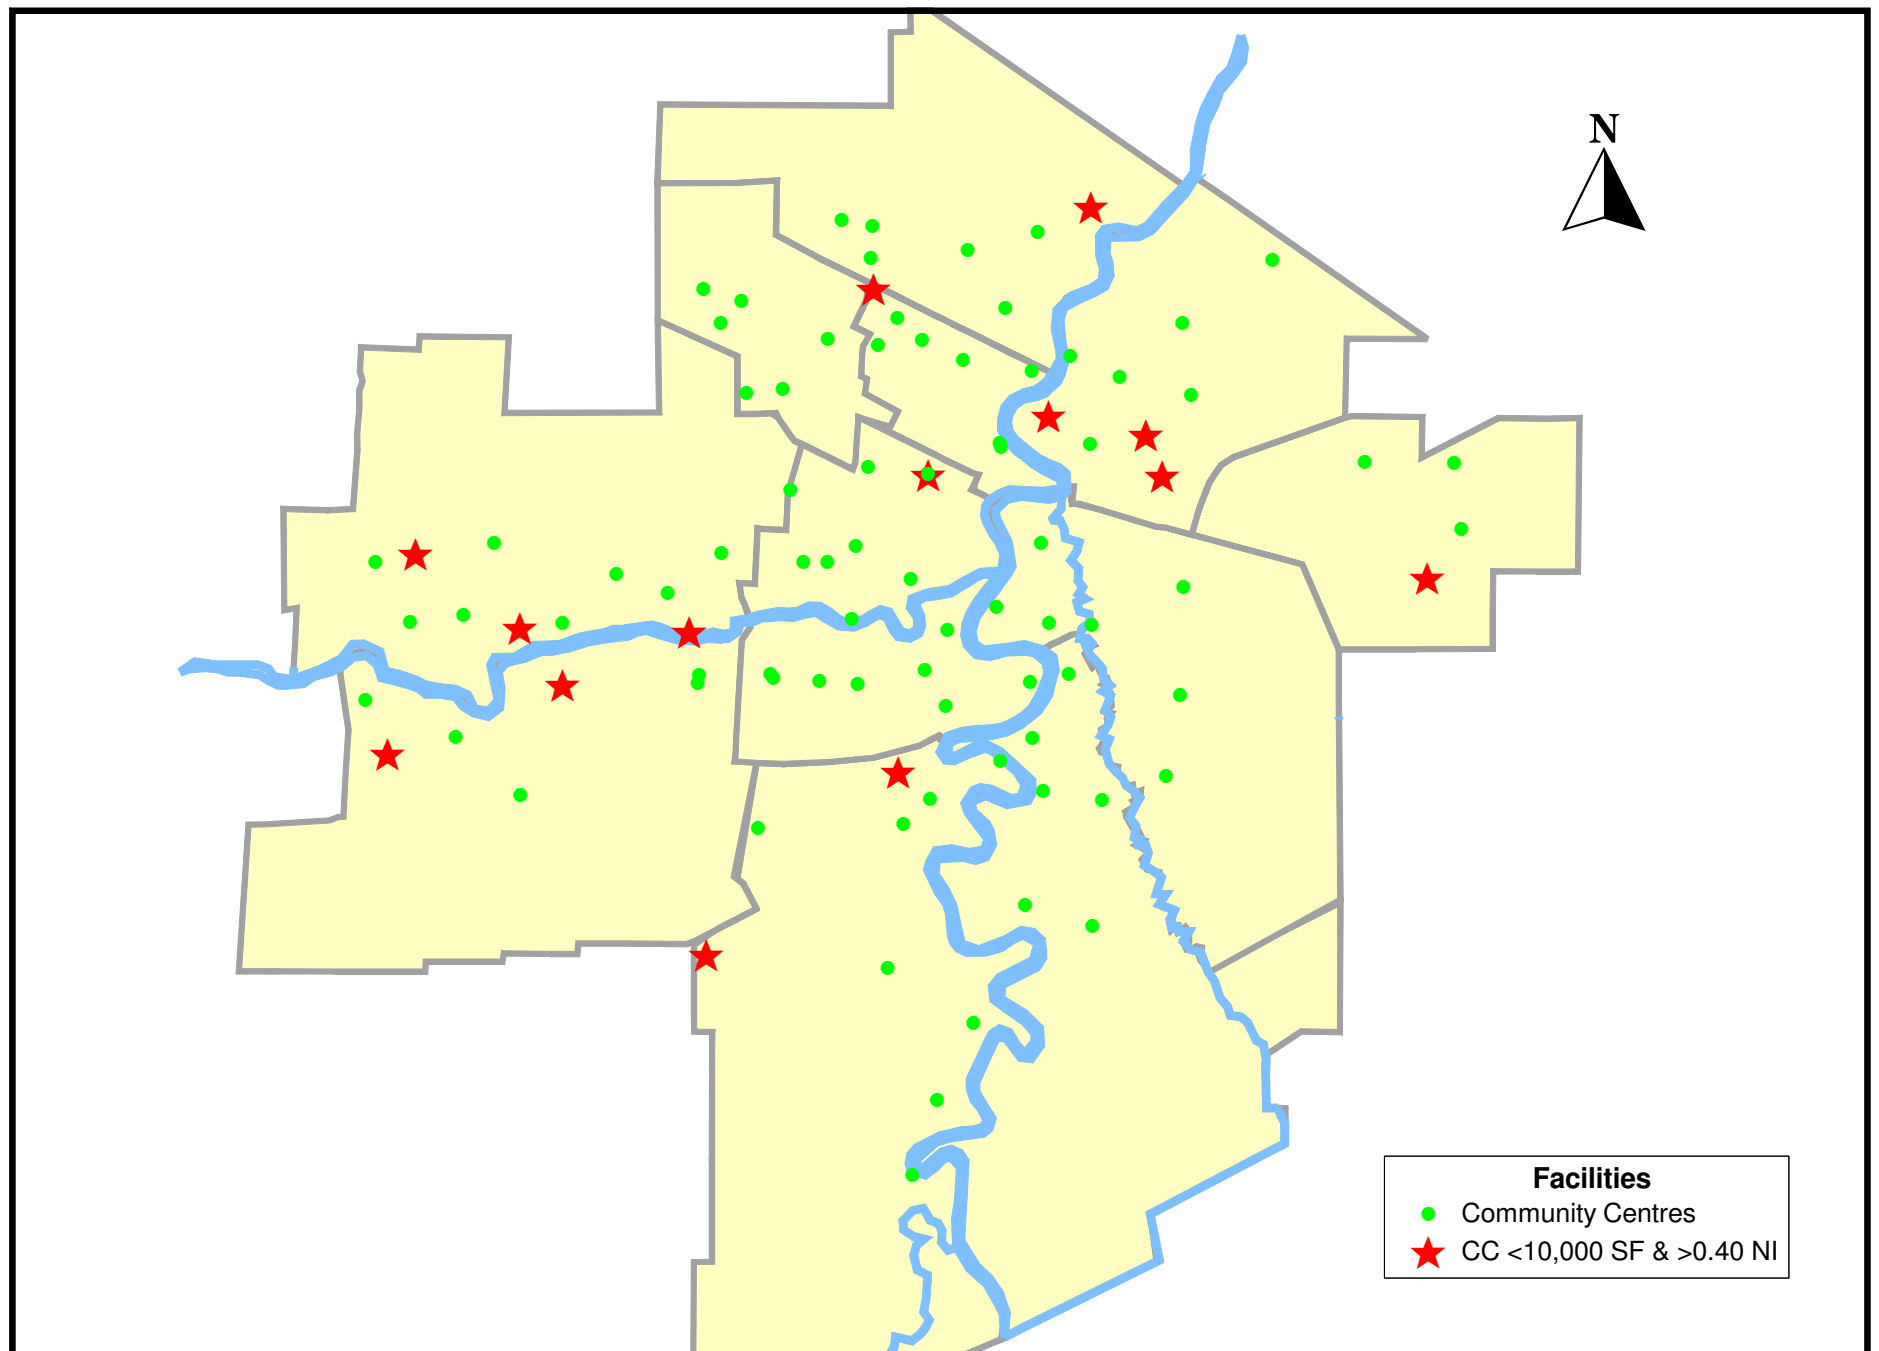 N
Facilities
Community Centres
CC <10,000 SF & >0.40 NI